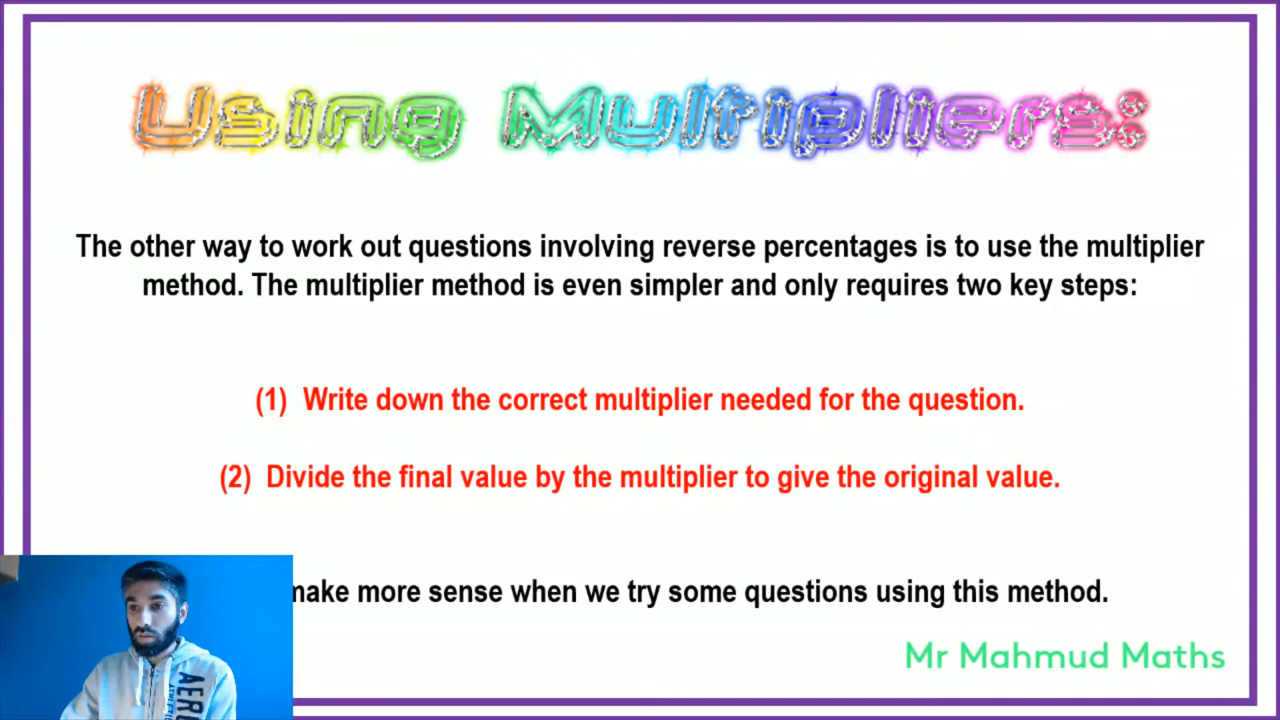 Using Multipliers:
The other way to work out questions involving reverse percentages is to use the multiplier
method. The multiplier method is even simpler and only requires two key steps:
(1) Write down the correct multiplier needed for the question.
(2) Divide the final value by the multiplier to give the original value.
make more sense when we try some questions using this method.
Mr Mahmud Maths
AERO